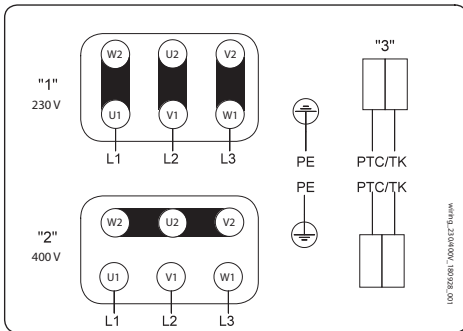 "1"
230 V
W2 U2 V2
U1 V1 W1
L1 L2 L3
"3"
PE PTC/TK
PE PTC/TK
"2"
400 V
W2 U2 V2
U1 V1 W1
L1 L2 L3
wiring_230400V_180928_001